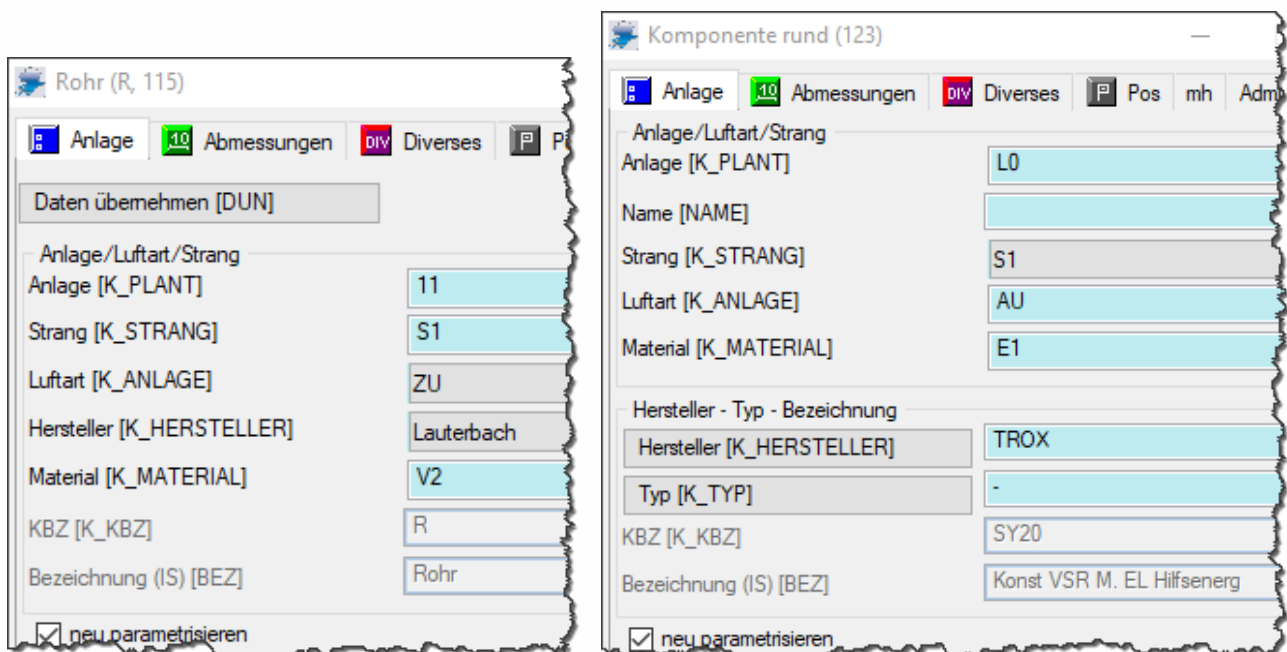 Rohr (R, 115)
Anlage 10 Abmessungen DIV Diverses P
Daten übernehmen [DUN]
Anlage/Luftart/Strang
Anlage [K_PLANT] 11
Strang [K_STRANG] S1
Luftart [K_ANLAGE] ZU
Hersteller [K_HERSTELLER] Lauterbach
Material [K_MATERIAL] V2
KBZ [K_KBZ] R
Bezeichnung (IS) [BEZ] Rohr
neu parametrisieren
Komponente rund (123)
Anlage 10 Abmessungen DIV Diverses P Pos mh Adm
Anlage/Luftart/Strang
Anlage [K_PLANT] L0
Name [NAME]
Strang [K_STRANG] S1
Luftart [K_ANLAGE] AU
Material [K_MATERIAL] E1
Hersteller - Typ - Bezeichnung
Hersteller [K_HERSTELLER] TROX
Typ [K_TYP] -
KBZ [K_KBZ] SY20
Bezeichnung (IS) [BEZ] Konst VSR M. EL Hilfsenerg
neu parametrisieren